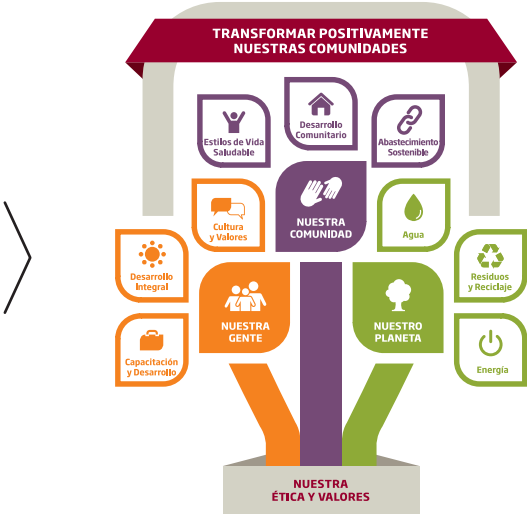 TRANSFORMAR POSITIVAMENTE
NUESTRAS COMUNIDADES
Desarrollo
Comunitario
Estilos de Vida
Saludable
Abastecimiento
Sostenible
NUESTRA
COMUNIDAD
Cultura
y Valores
Agua
Desarrollo
Integral
Residuos
y Reciclaje
NUESTRA
GENTE
NUESTRO
PLANETA
Capacitación
y Desarrollo
Energía
NUESTRA
ÉTICA Y VALORES